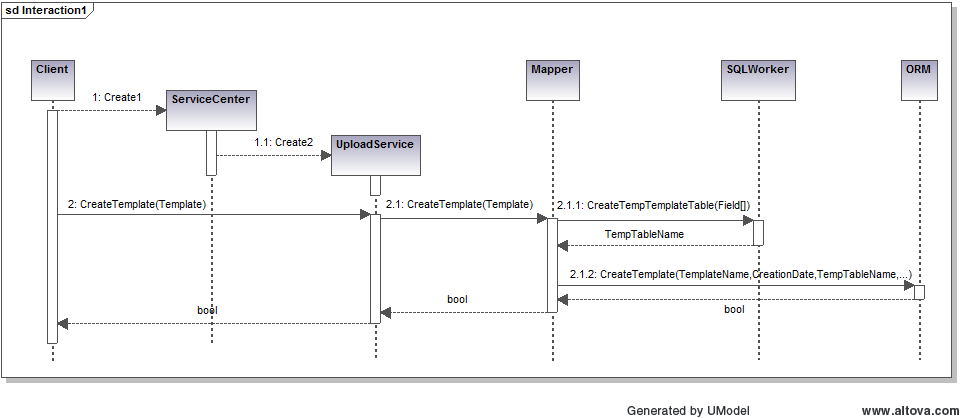 sd Interaction1
Client
Mapper
SQLWorker
ORM
1: Create1
ServiceCenter
1.1: Create2
UploadService
2: CreateTemplate(Template)
2.1: CreateTemplate(Template)
2.1.1: CreateTempTemplateTable(Field[])
TempTableName
2.1.2: CreateTemplate(TemplateName,CreationDate,TempTableName,...)
bool
bool
bool
Generated by UModel
www.altova.com